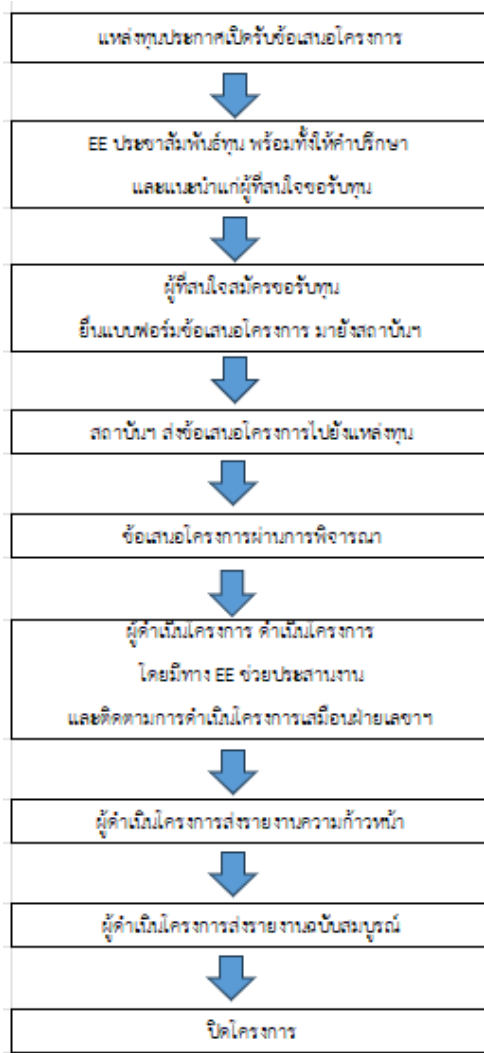 แหล่งทุนประกาศเปิดรับข้อเสนอโครงการ
EE ประชาสัมพันธ์ทุน พร้อมทั้งให้คำปรึกษา
และแนะนำแก่ผู้ที่สนใจขอรับทุน
ผู้ที่สนใจสมัครขอรับทุน
ยื่นแบบฟอร์มข้อเสนอโครงการ มายังสถาบันฯ
สถาบันฯ ส่งข้อเสนอโครงการไปยังแหล่งทุน
ข้อเสนอโครงการผ่านการพิจารณา
ผู้ดำเนินโครงการ ดำเนินโครงการ
โดยมีทาง EE ช่วยประสานงาน
และติดตามการดำเนินโครงการเสมือนฝ่ายเลขาฯ
ผู้ดำเนินโครงการส่งรายงานความก้าวหน้า
ผู้ดำเนินโครงการส่งรายงานฉบับสมบูรณ์
ปิดโครงการ